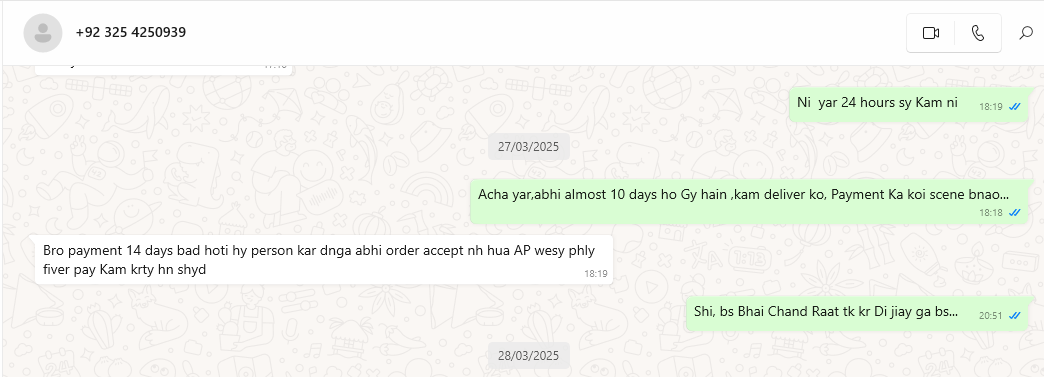 +92 325 4250939
Ni yar 24 hours sy Kam ni
18:19
27/03/2025
Acha yar,abhi almost 10 days ho Gy hain ,kam deliver ko, Payment Ka koi scene bnao...
18:18
Bro payment 14 days bad hoti hy person kar dnga abhi order accept nh hua AP wesy phly
fiver pay Kam krty hn shyd
18:19
Shi, bs Bhai Chand Raat tk kr Di jiay ga bs...
20:51
28/03/2025